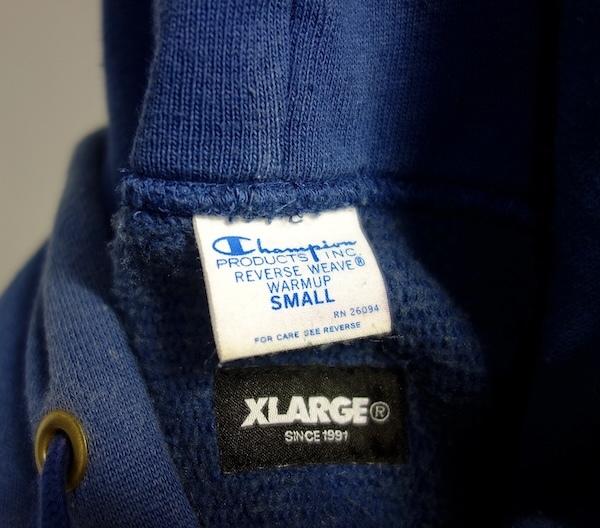 Champion
PRODUCTS INC.
REVERSE WEAVE®
WARMUP
SMALL
RN 26094
FOR CARE SEE REVERSE
XLARGE®
SINCE 1991